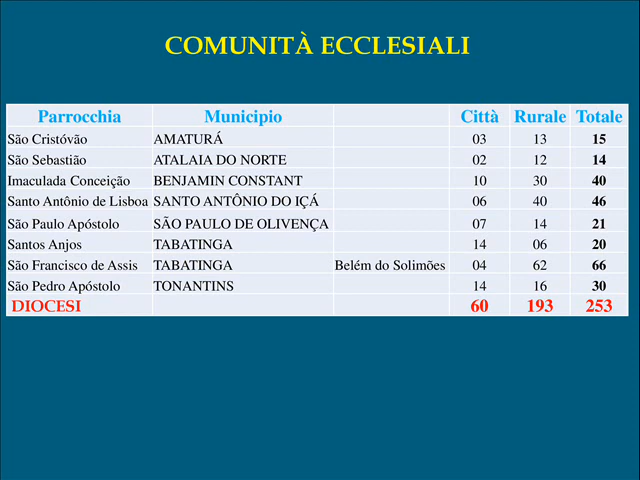 COMUNITÀ ECCLESIALI
Parrocchia Municipio Città Rurale Totale
São Cristóvão AMATURÁ 03 13 15
São Sebastião ATALAIA DO NORTE 02 12 14
Imaculada Conceição BENJAMIN CONSTANT 10 30 40
Santo Antônio de Lisboa SANTO ANTÔNIO DO IÇÁ 06 40 46
São Paulo Apóstolo SÃO PAULO DE OLIVENÇA 07 14 21
Santos Anjos TABATINGA 14 06 20
São Francisco de Assis TABATINGA Belém do Solimões 04 62 66
São Pedro Apóstolo TONANTINS 14 16 30
DIOCESI 60 193 253